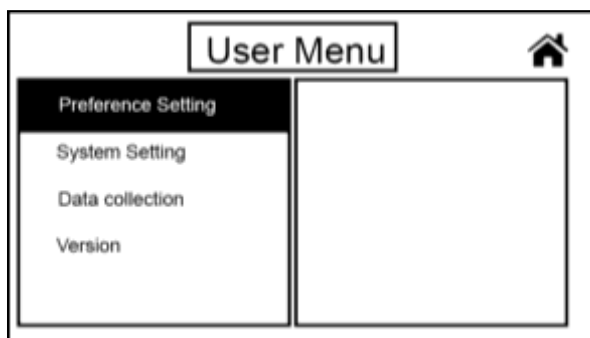 User Menu
Preference Setting
System Setting
Data collection
Version